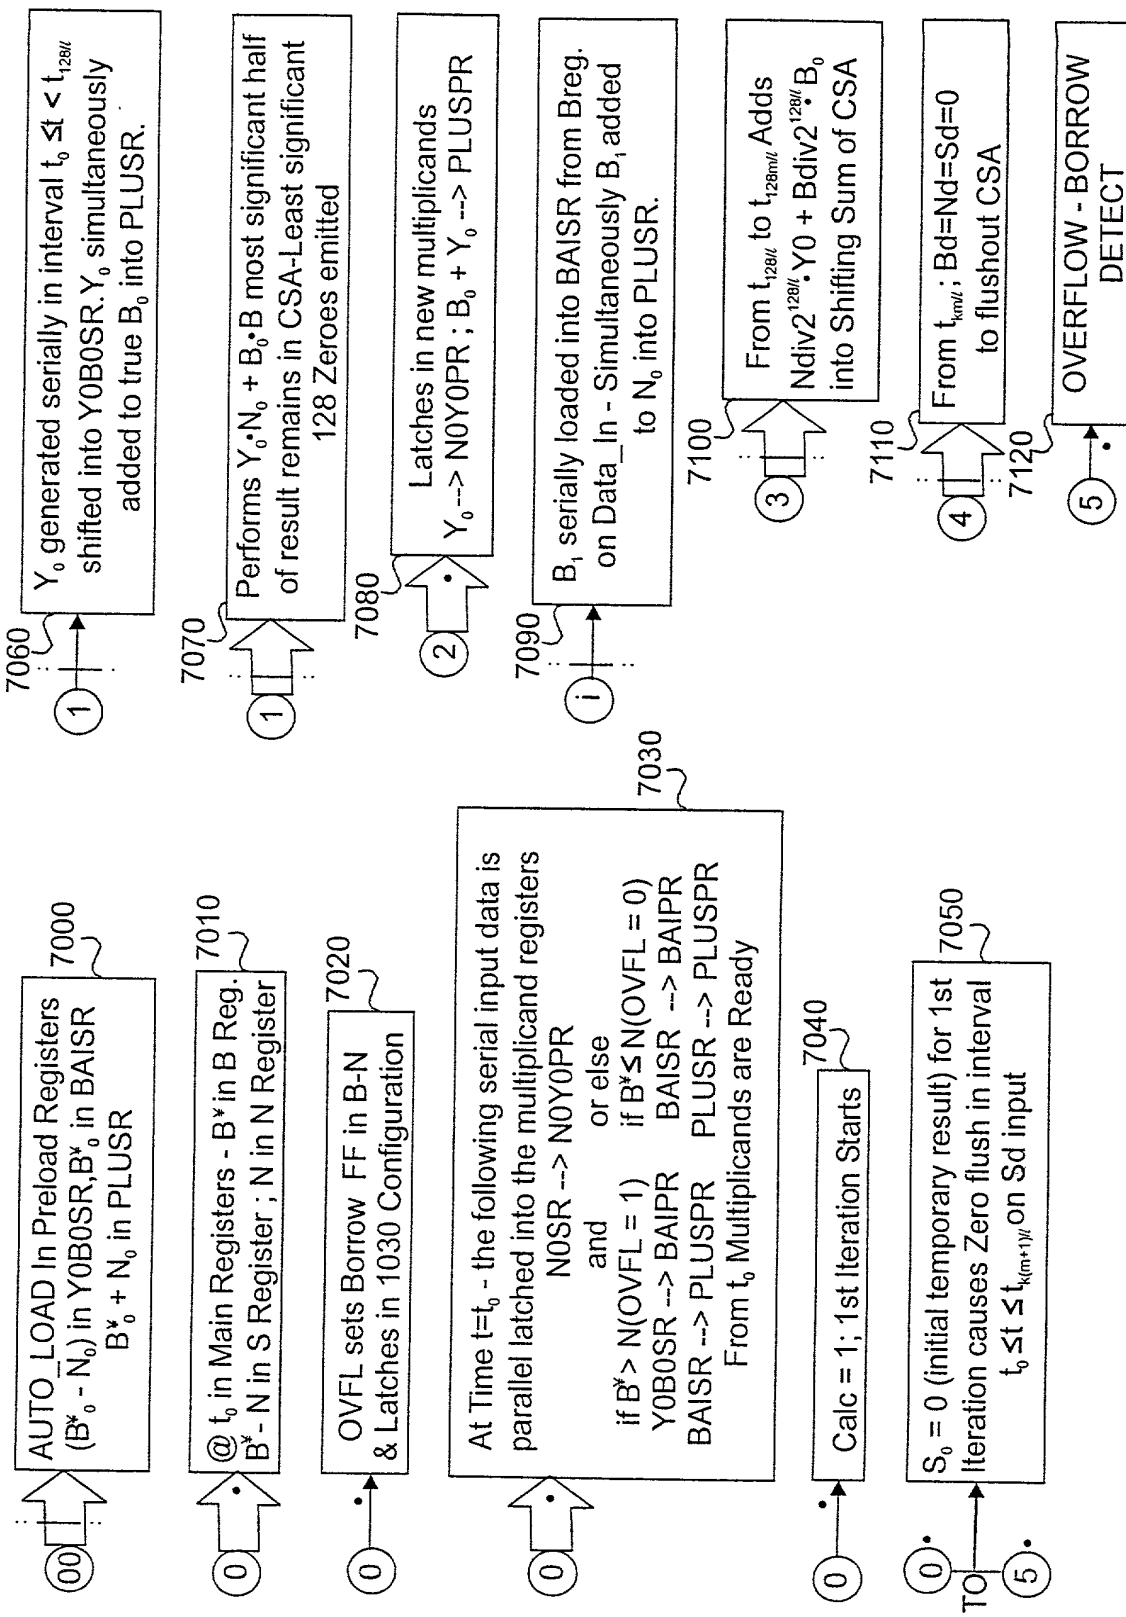 7000
00
AUTO_LOAD In Preload Registers
(B¥₀ - N₀) in Y0B0SR,B¥₀ in BAISR
B¥₀ + N₀ in PLUSR
7010
0
@ t₀ in Main Registers - B¥ in B Reg.
B¥- N in S Register ; N in N Register
7020
0
OVFL sets Borrow FF in B-N
& Latches in 1030 Configuration
7030
0
At Time t=t₀ - the following serial input data is
parallel latched into the multiplicand registers
N0SR --> N0Y0PR
and or else
if B¥> N(OVFL = 1) if B¥≤ N(OVFL = 0)
Y0B0SR --> BAIPR BAISR --> BAIPR
BAISR --> PLUSPR PLUSR --> PLUSPR
From t₀ Multiplicands are Ready
7040
0
Calc = 1; 1st Iteration Starts
7050
0
TO
5
S₀ = 0 (initial temporary result) for 1st
Iteration causes Zero flush in interval
t₀ ≤ t ≤ t_k(m+1)/ℓ on Sd input
7060
1
Y₀ generated serially in interval t₀ ≤t < t_128/ℓ
shifted into Y0B0SR.Y₀ simultaneously
added to true B₀ into PLUSR.
7070
1
Performs Y₀•N₀ + B₀•B most significant half
of result remains in CSA-Least significant
128 Zeroes emitted
7080
2
Latches in new multiplicands
Y₀ --> N0Y0PR ; B₀ + Y₀ --> PLUSPR
7090
i
B₁ serially loaded into BAISR from Breg.
on Data_In - Simultaneously B₁ added
to N₀ into PLUSR.
7100
3
From t_128/ℓ to t_128m/ℓ Adds
Ndiv2^128/ℓ• Y0 + Bdiv2^128/ℓ• B₀
into Shifting Sum of CSA
7110
4
From t_km/ℓ ; Bd=Nd=Sd=0
to flushout CSA
7120
5
OVERFLOW - BORROW
DETECT